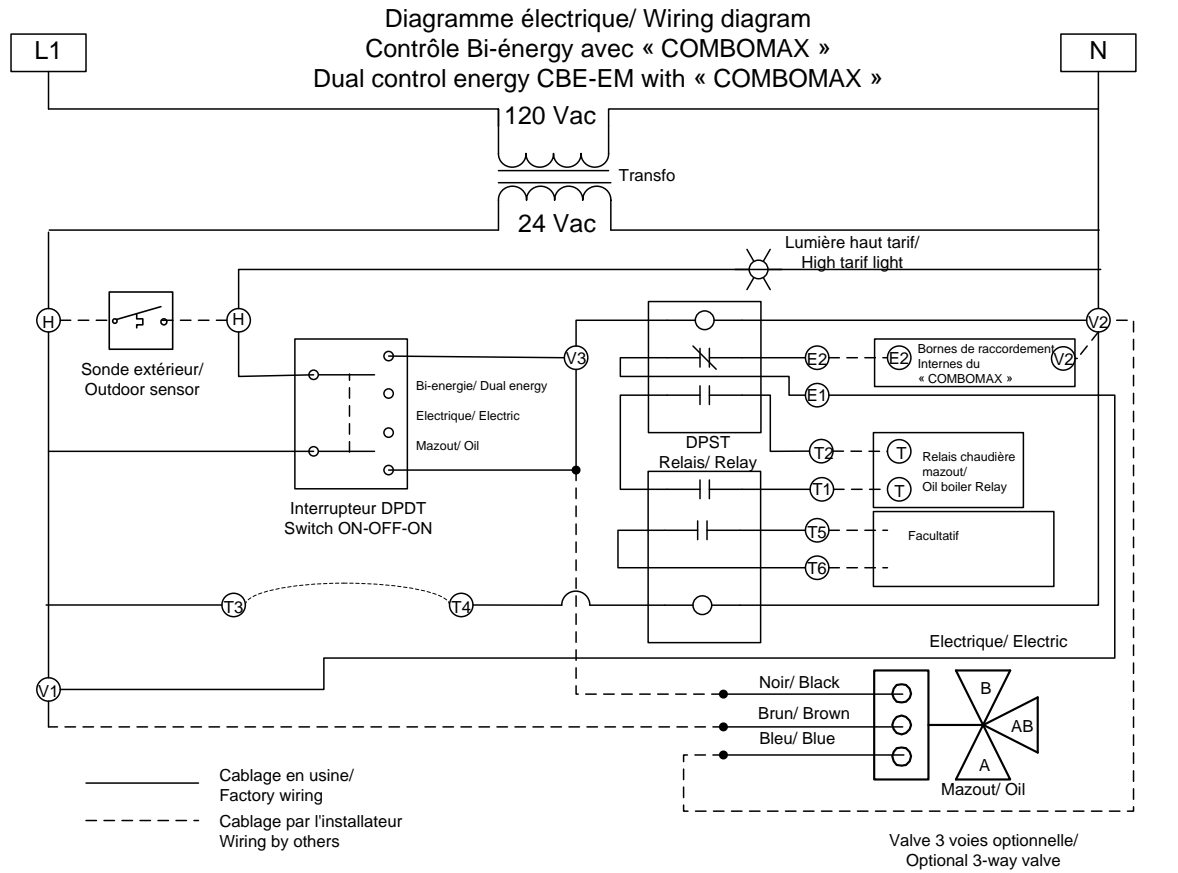 Diagramme électrique/ Wiring diagram
L1
Contrôle Bi-énergy avec « COMBOMAX »
N
Dual control energy CBE-EM with « COMBOMAX »
120 Vac
Transfo
24 Vac
Lumière haut tarif/
High tarif light
H
H
V2
Sonde extérieur/
Outdoor sensor
V3
E2
E2
Bornes de raccordement
Internes du
« COMBOMAX »
V2
Bi-energie/ Dual energy
E1
Electrique/ Electric
Mazout/ Oil
DPST
Relais/ Relay
T2
T
Relais chaudière
mazout/
Oil boiler Relay
T1
T
Interrupteur DPDT
Switch ON-OFF-ON
T5
Facultatif
T6
T3
T4
Electrique/ Electric
V1
Noir/ Black
B
Brun/ Brown
AB
Bleu/ Blue
A
Mazout/ Oil
Cablage en usine/
Factory wiring
Cablage par l'installateur
Wiring by others
Valve 3 voies optionnelle/
Optional 3-way valve